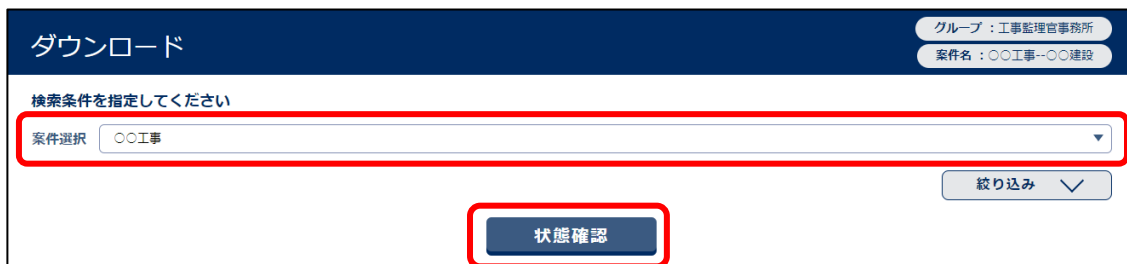 ダウンロード
グループ ：工事監理官事務所
案件名 ：○○工事--○○建設
検索条件を指定してください
案件選択 ○○工事
絞り込み
状態確認